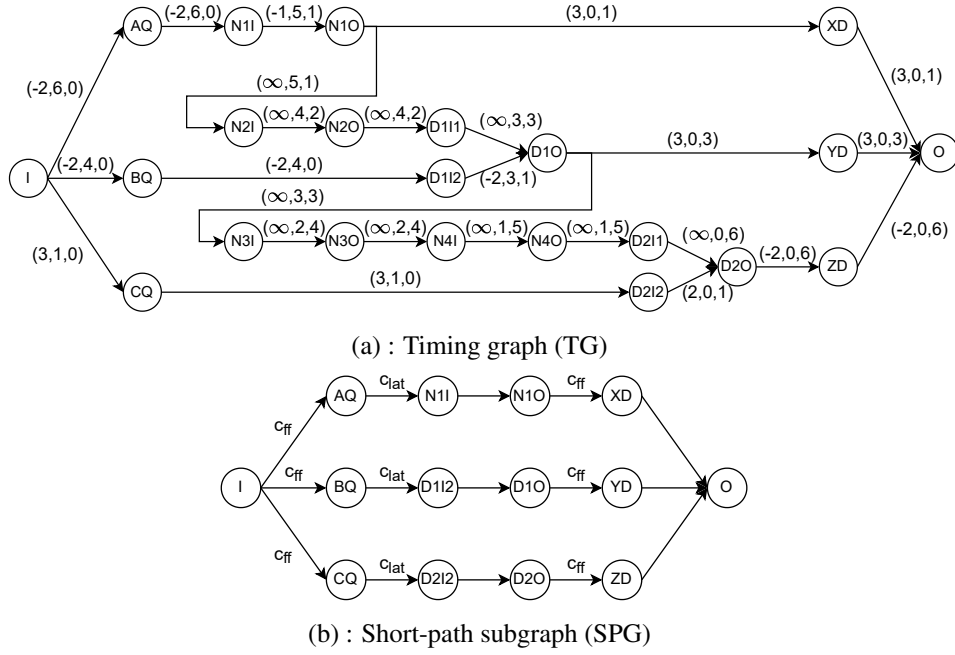 (-2,6,0) (-1,5,1) (3,0,1)
AQ N1I N1O XD
(-2,6,0) (∞,5,1) (3,0,1)
(∞,4,2) (∞,4,2) (∞,3,3)
N2I N2O D1I1
(3,0,3) (3,0,3)
D1O YD O
(-2,4,0) (-2,4,0) (-2,3,1)
I BQ D1I2
(∞,3,3)
(∞,2,4) (∞,2,4) (∞,1,5) (∞,1,5) (∞,0,6) (-2,0,6)
N3I N3O N4I N4O D2I1
(3,1,0) (-2,0,6)
D2O ZD
(3,1,0) (2,0,1)
CQ D2I2
(a) : Timing graph (TG)
clat cff
AQ N1I N1O XD
cff
cff clat cff
I BQ D1I2 D1O YD O
cff clat cff
CQ D2I2 D2O ZD
(b) : Short-path subgraph (SPG)